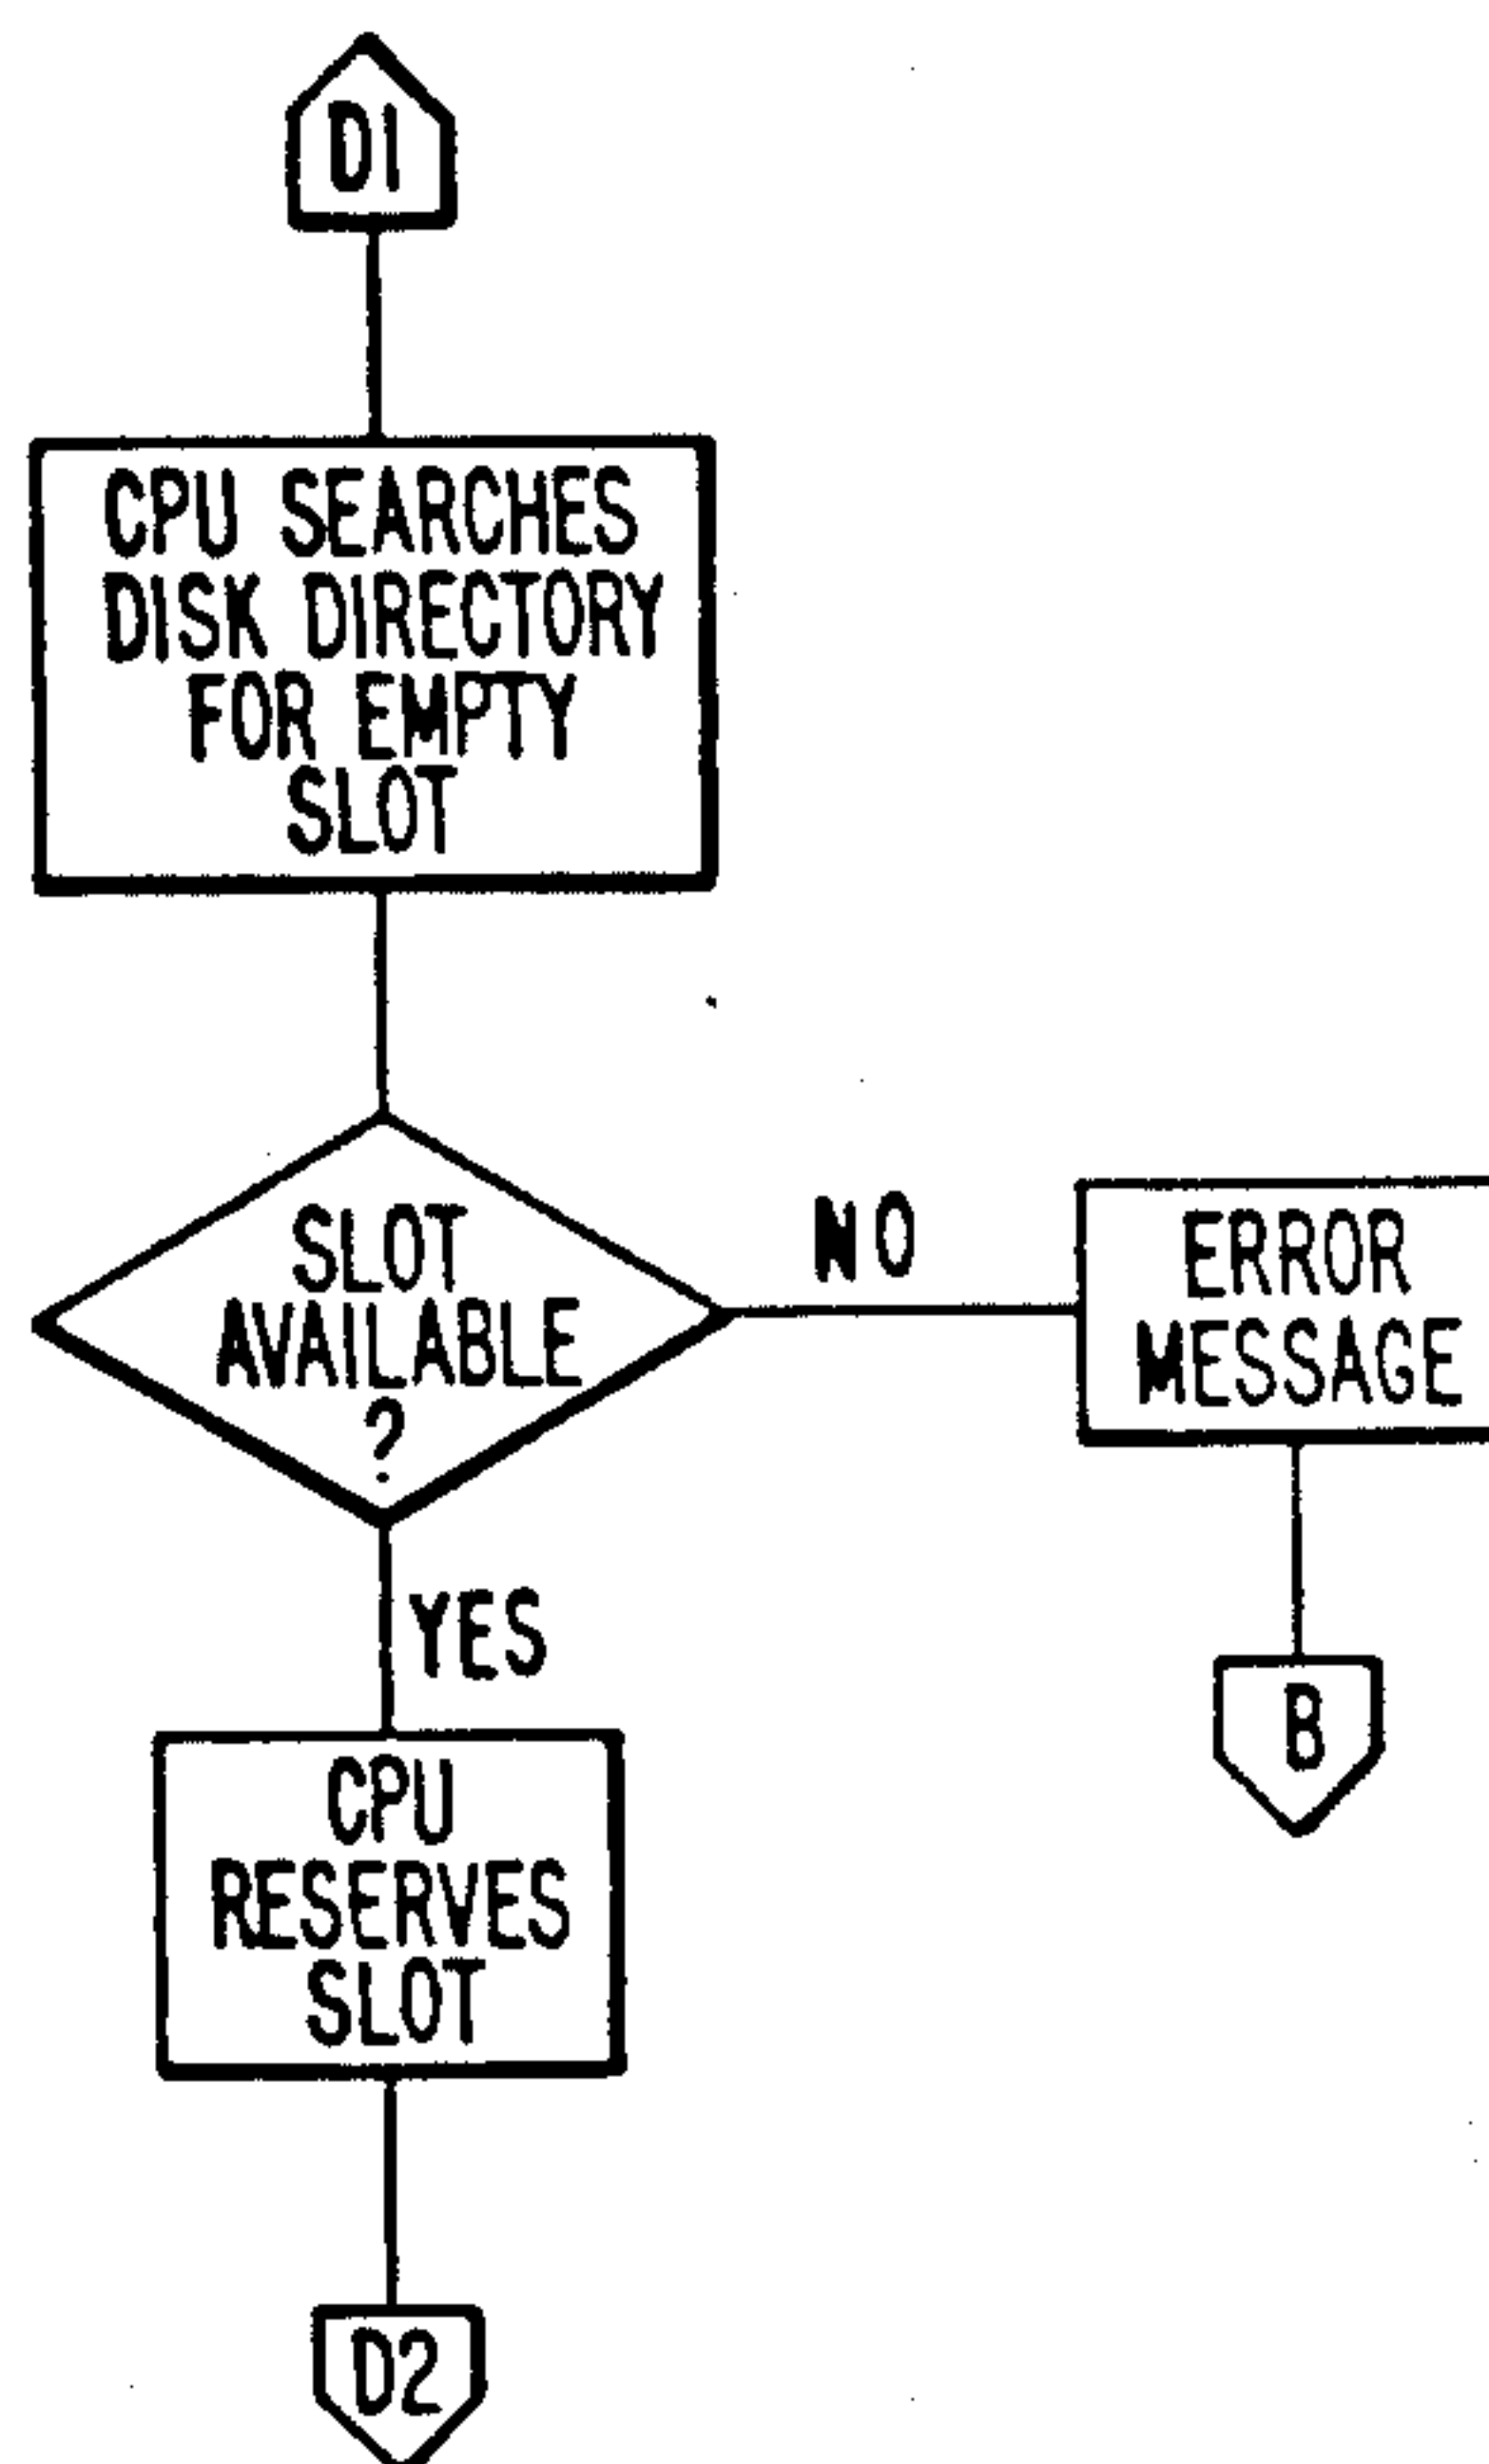 D1
CPU SEARCHES
DISK DIRECTORY
FOR EMPTY
SLOT
SLOT
AVAILABLE
?
NO
ERROR
MESSAGE
YES
B
CPU
RESERVES
SLOT
D2